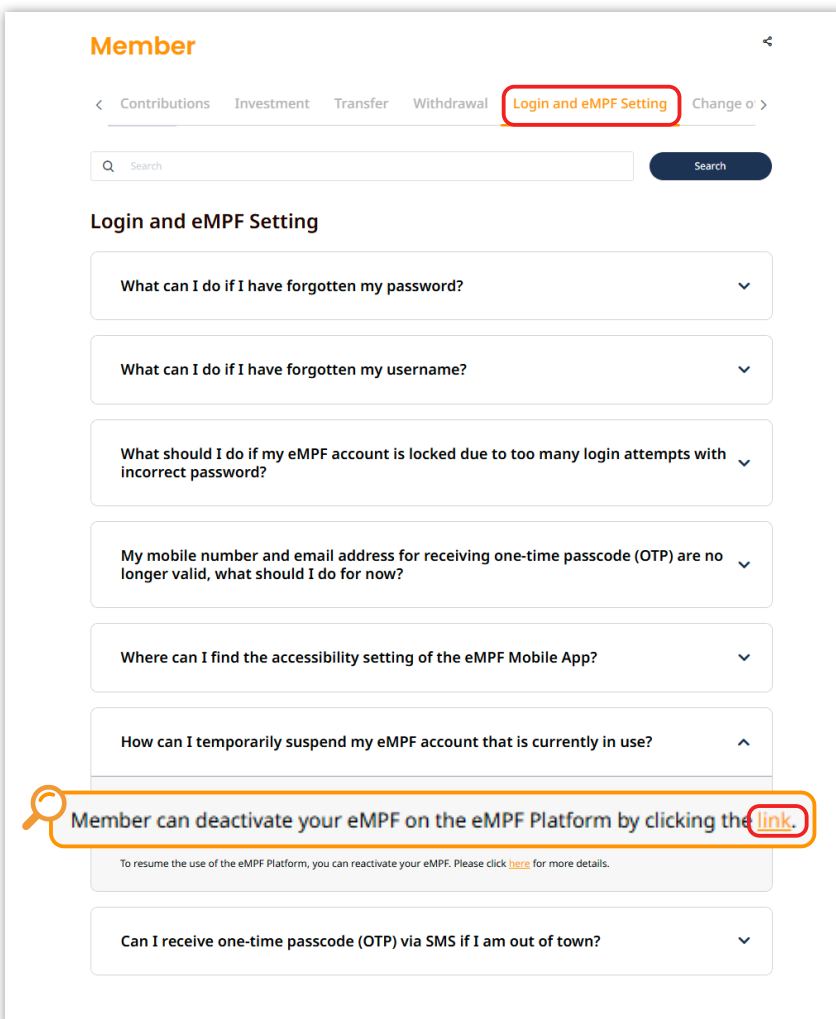 Member
Contributions Investment Transfer Withdrawal Login and eMPF Setting Change o
Search Search
Login and eMPF Setting
What can I do if I have forgotten my password?
What can I do if I have forgotten my username?
What should I do if my eMPF account is locked due to too many login attempts with
incorrect password?
My mobile number and email address for receiving one-time passcode (OTP) are no
longer valid, what should I do for now?
Where can I find the accessibility setting of the eMPF Mobile App?
How can I temporarily suspend my eMPF account that is currently in use?
Member can deactivate your eMPF on the eMPF Platform by clicking the link.
To resume the use of the eMPF Platform, you can reactivate your eMPF. Please click here for more details.
Can I receive one-time passcode (OTP) via SMS if I am out of town?